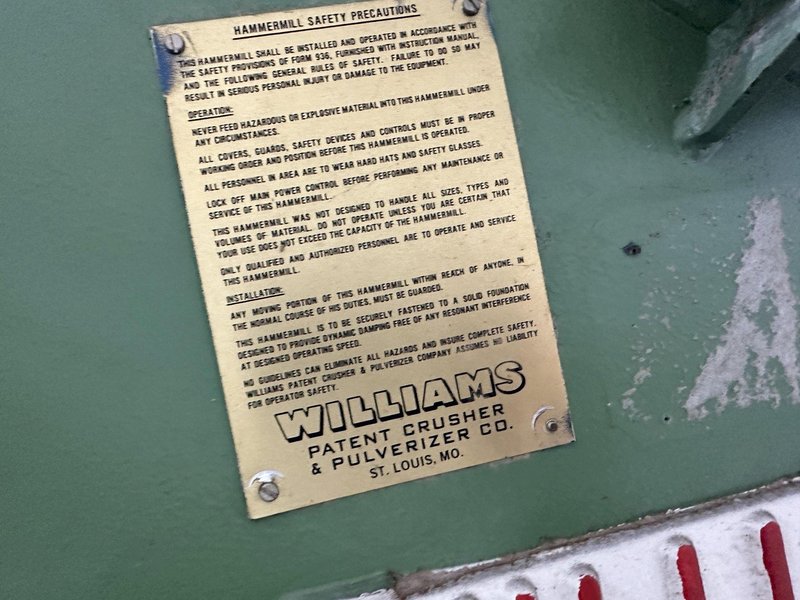 HAMMERMILL SAFETY PRECAUTIONS
THIS HAMMERMILL SHALL BE INSTALLED AND OPERATED IN ACCORDANCE WITH
THE SAFETY PROVISIONS OF FORM 936, FURNISHED WITH INSTRUCTION MANUAL,
AND THE FOLLOWING GENERAL RULES OF SAFETY. FAILURE TO DO SO MAY
RESULT IN SERIOUS PERSONAL INJURY OR DAMAGE TO THE EQUIPMENT.
OPERATION:
NEVER FEED HAZARDOUS OR EXPLOSIVE MATERIAL INTO THIS HAMMERMILL UNDER
ANY CIRCUMSTANCES.
ALL COVERS, GUARDS, SAFETY DEVICES AND CONTROLS MUST BE IN PROPER
WORKING ORDER AND POSITION BEFORE THIS HAMMERMILL IS OPERATED.
ALL PERSONNEL IN AREA ARE TO WEAR HARD HATS AND SAFETY GLASSES.
LOCK OFF MAIN POWER CONTROL BEFORE PERFORMING ANY MAINTENANCE OR
SERVICE OF THIS HAMMERMILL.
THIS HAMMERMILL WAS NOT DESIGNED TO HANDLE ALL SIZES, TYPES AND
VOLUMES OF MATERIAL. DO NOT OPERATE UNLESS YOU ARE CERTAIN THAT
YOUR USE DOES NOT EXCEED THE CAPACITY OF THE HAMMERMILL.
ONLY QUALIFIED AND AUTHORIZED PERSONNEL ARE TO OPERATE AND SERVICE
THIS HAMMERMILL.
INSTALLATION:
ANY MOVING PORTION OF THIS HAMMERMILL WITHIN REACH OF ANYONE, IN
THE NORMAL COURSE OF HIS DUTIES, MUST BE GUARDED.
THIS HAMMERMILL IS TO BE SECURELY FASTENED TO A SOLID FOUNDATION
DESIGNED TO PROVIDE DYNAMIC DAMPING FREE OF ANY RESONANT INTERFERENCE
AT DESIGNED OPERATING SPEED.
NO GUIDELINES CAN ELIMINATE ALL HAZARDS AND INSURE COMPLETE SAFETY.
WILLIAMS PATENT CRUSHER & PULVERIZER COMPANY ASSUMES NO LIABILITY
FOR OPERATOR SAFETY.
WILLIAMS
PATENT CRUSHER
& PULVERIZER CO.
ST. LOUIS, MO.